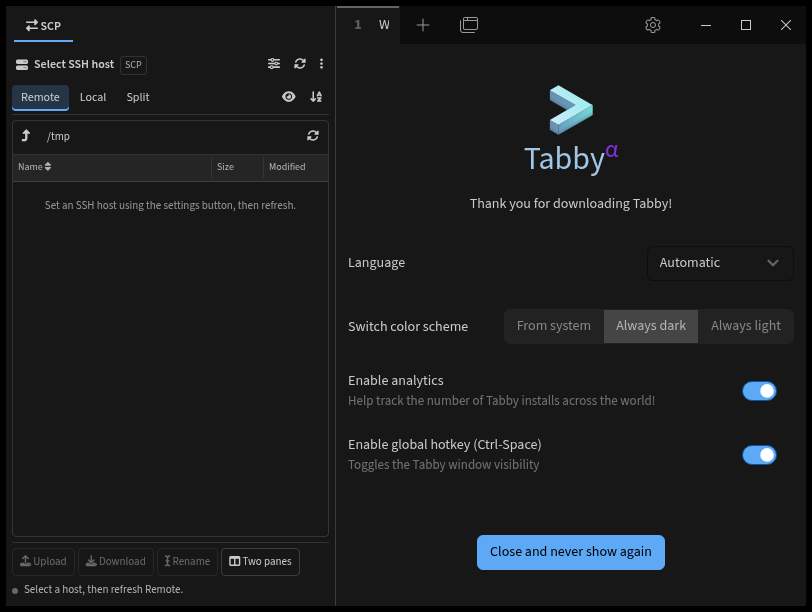 SCP
1 W
Select SSH host SCP
Remote Local Split
/tmp
Name Size Modified
Set an SSH host using the settings button, then refresh.
Upload Download Rename Two panes
Select a host, then refresh Remote.
Tabbyα
Thank you for downloading Tabby!
Language Automatic
Switch color scheme From system Always dark Always light
Enable analytics
Help track the number of Tabby installs across the world!
Enable global hotkey (Ctrl-Space)
Toggles the Tabby window visibility
Close and never show again